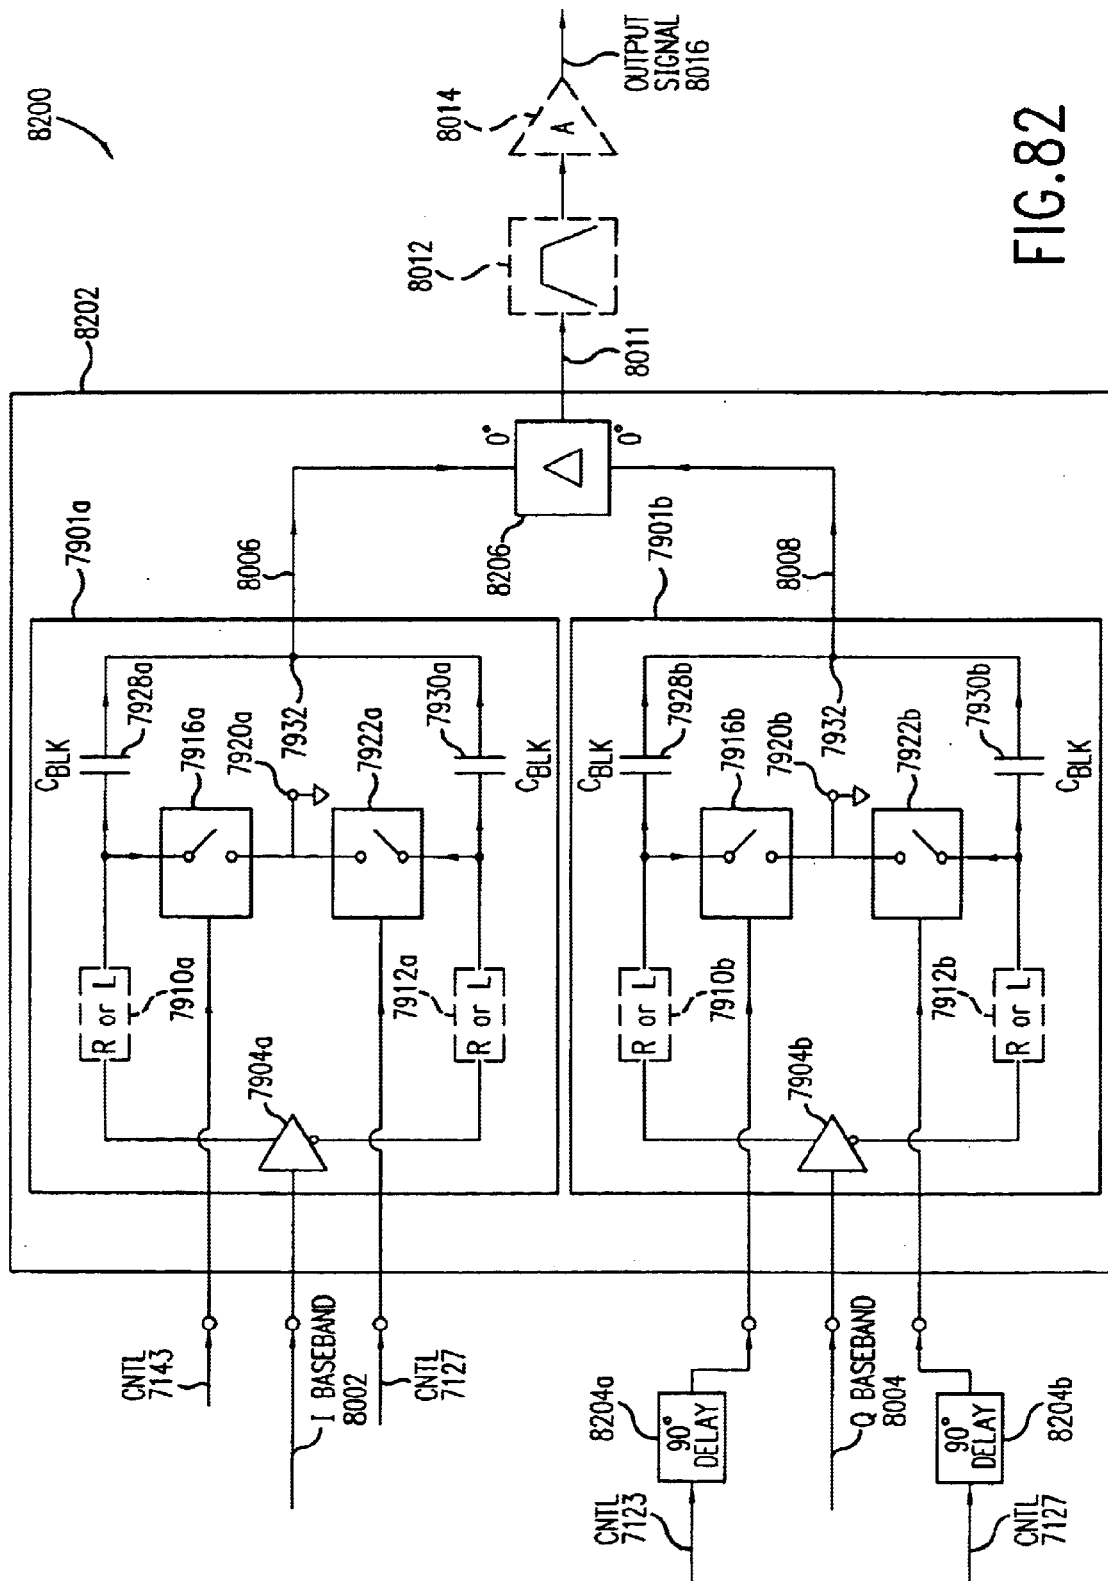 8200
8202
8014
A
OUTPUT
SIGNAL
8016
8012
8011
0°
0°
8206
8006
8008
7901a
7901b
CBLK
7928a
7916a
7920a
7932
7922a
7930a
CBLK
R or L
7910a
7912a
R or L
7904a
CBLK
7928b
7916b
7920b
7932
7922b
7930b
CBLK
R or L
7910b
7912b
R or L
7904b
CNTL
7143
I BASEBAND
8002
CNTL
7127
8204a
90°
DELAY
CNTL
7123
Q BASEBAND
8004
90°
DELAY
8204b
CNTL
7127
FIG.82